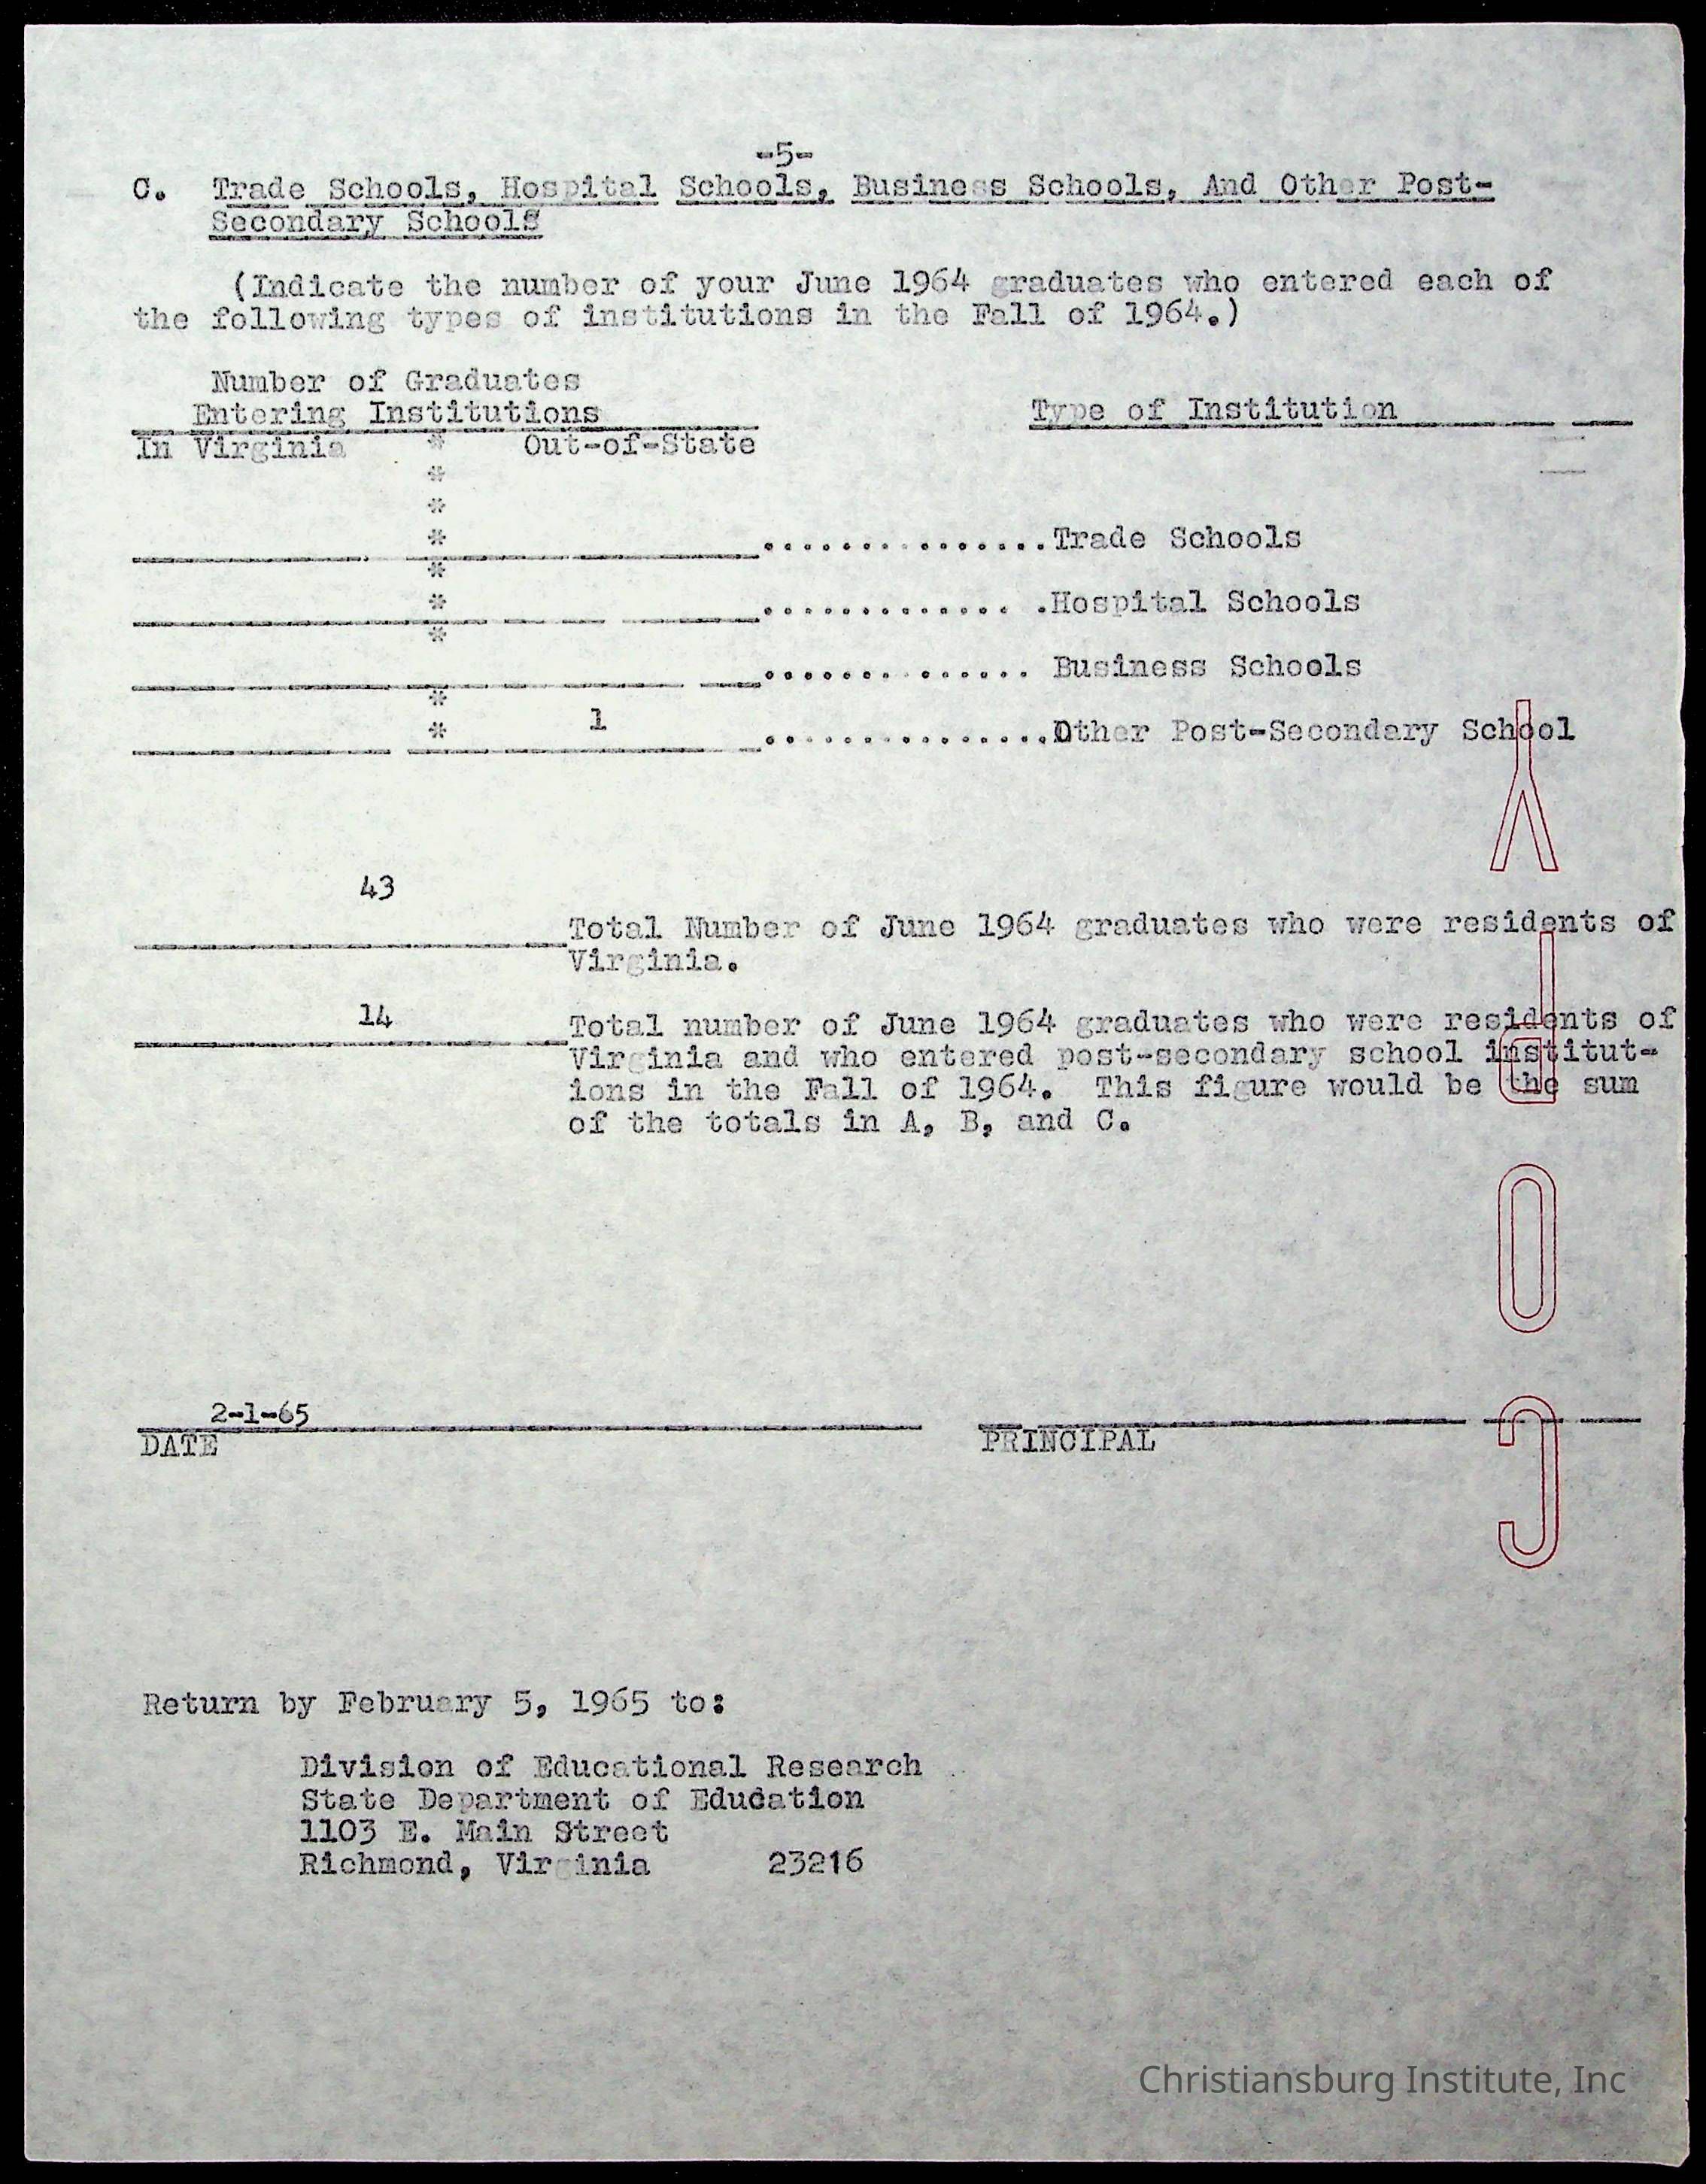 -5-
C. Trade Schools, Hospital Schools, Business Schools, And Other Post-
Secondary Schools
(Indicate the number of your June 1964 graduates who entered each of
the following types of institutions in the Fall of 1964.)
Number of Graduates
Entering Institutions
Type of Institution
In Virginia * Out-of-State
*
*
* ...............Trade Schools
*
* ............. .Hospital Schools
*
.............. Business Schools
*
* 1 ...............Other Post-Secondary School
43
Total Number of June 1964 graduates who were residents of
Virginia.
14
Total number of June 1964 graduates who were residents of
Virginia and who entered post-secondary school institut-
ions in the Fall of 1964. This figure would be the sum
of the totals in A, B, and C.
2-1-65
DATE PRINCIPAL
Return by February 5, 1965 to:
Division of Educational Research
State Department of Education
1103 E. Main Street
Richmond, Virginia 23216
COPY
Christiansburg Institute, Inc